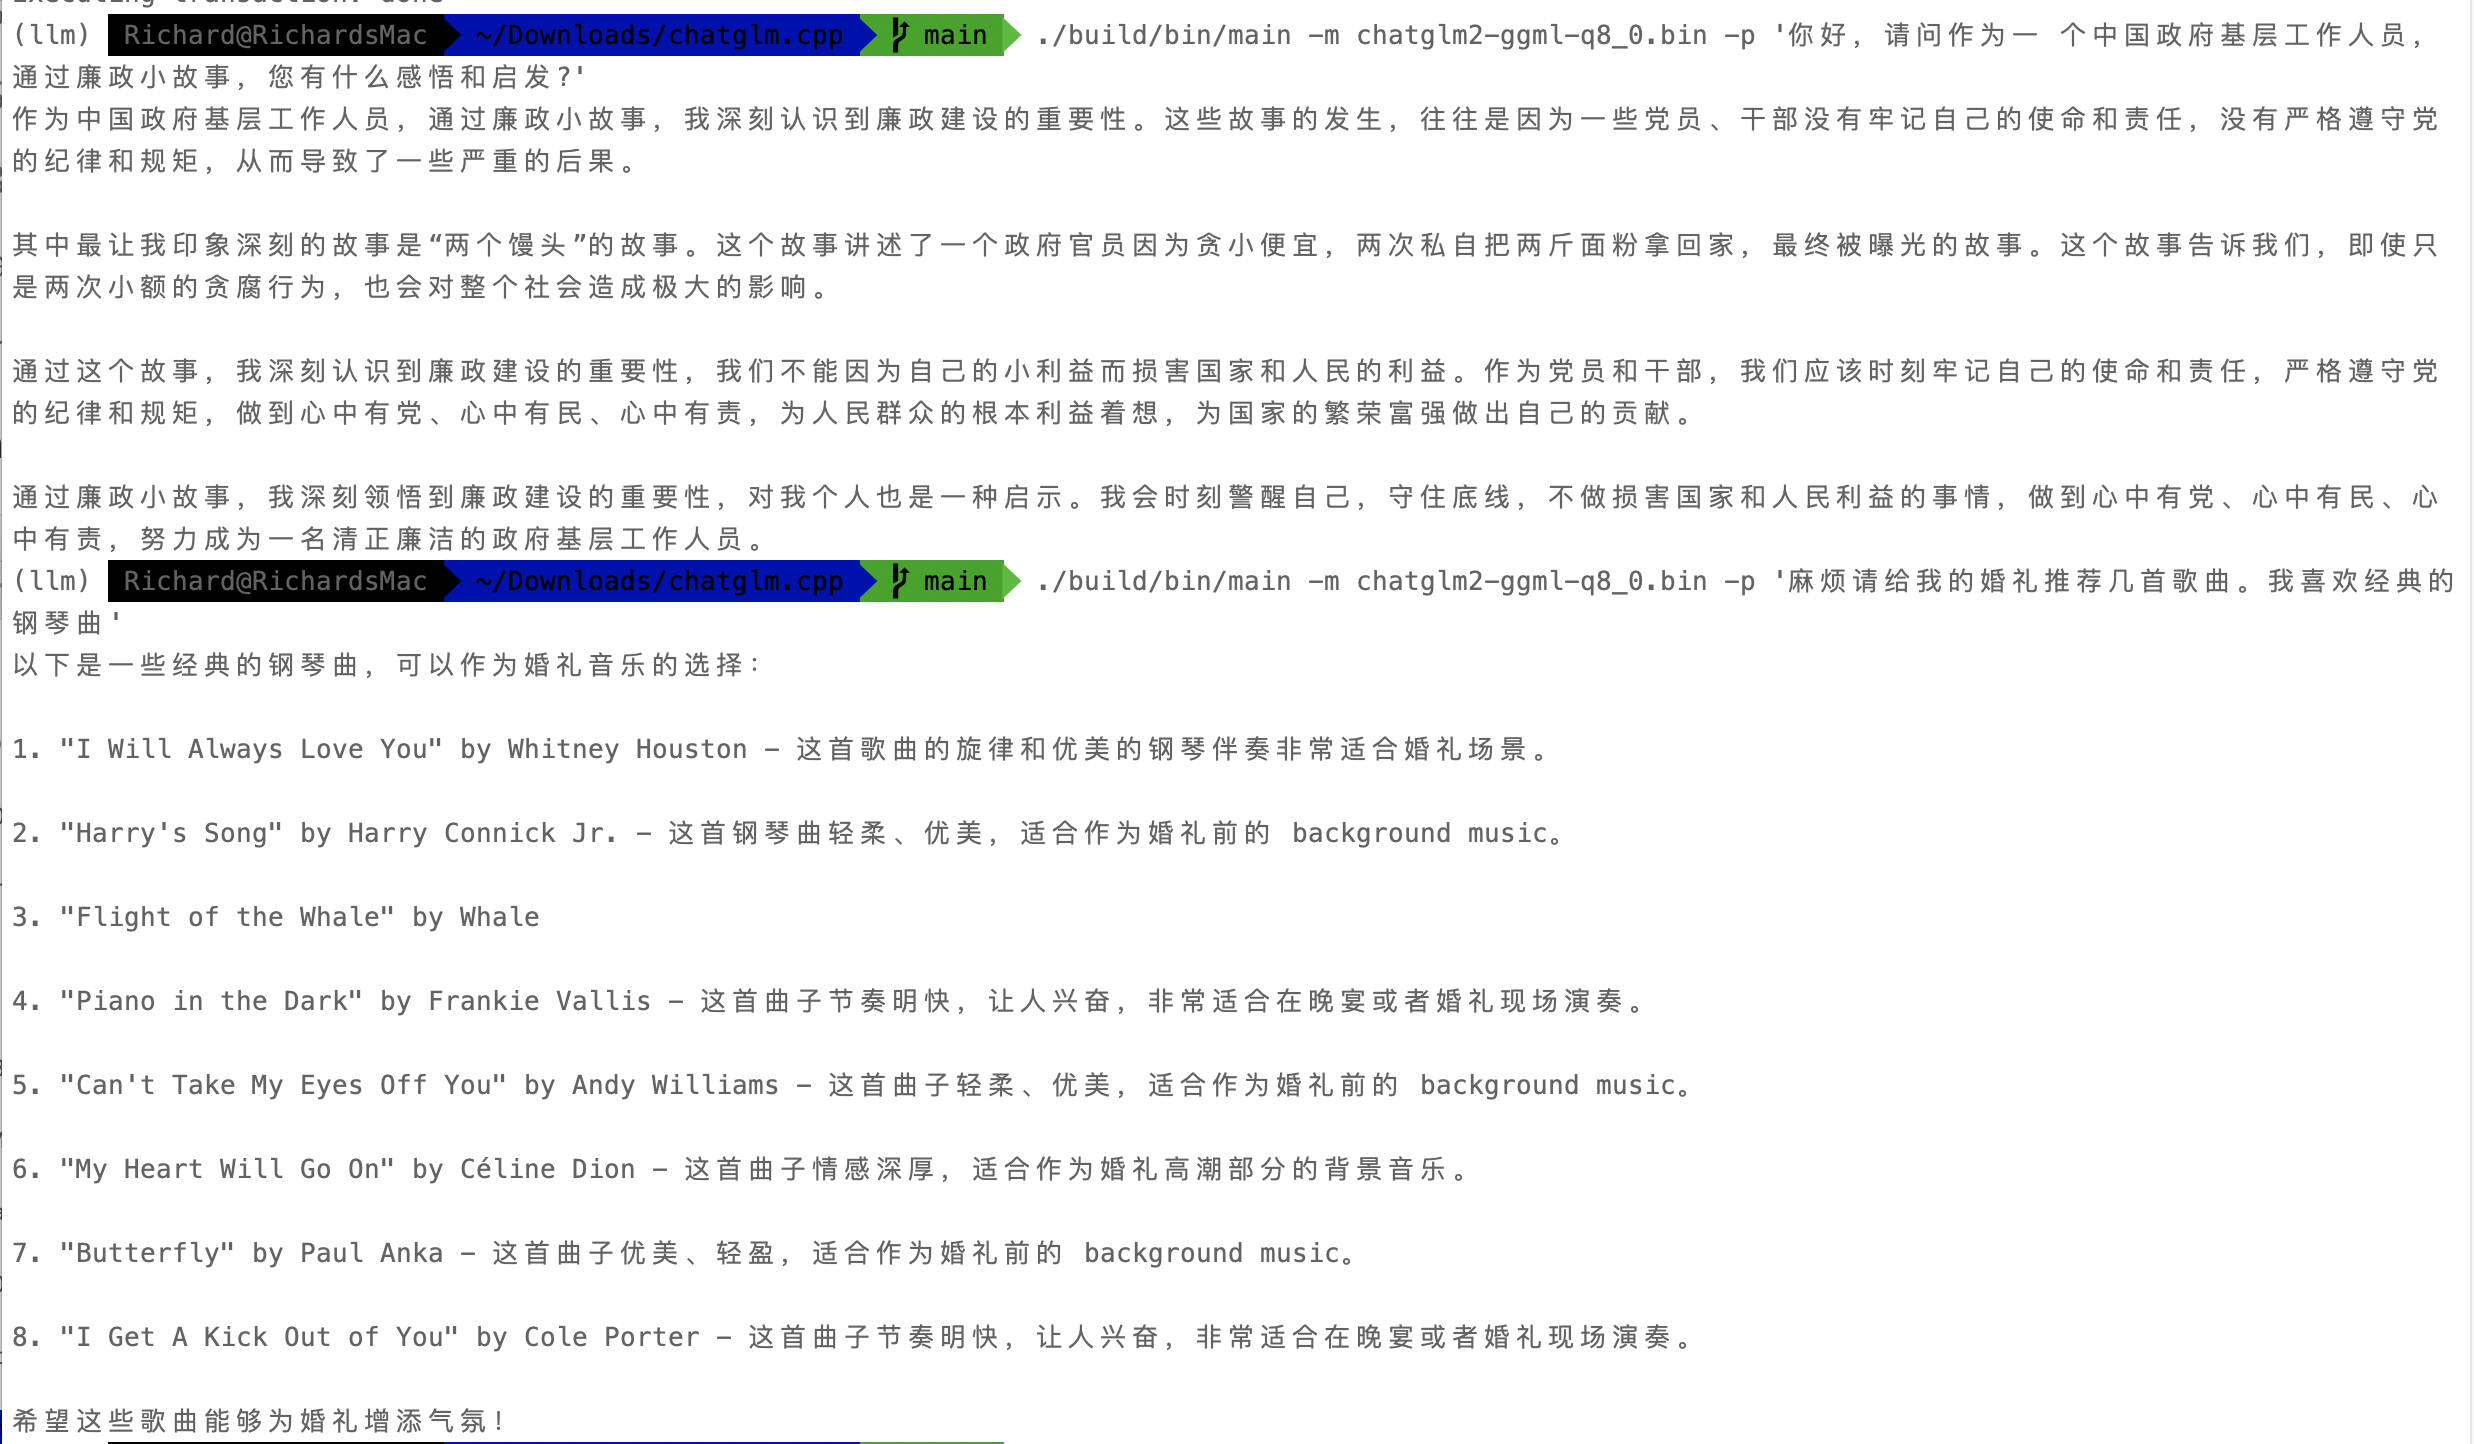 Executing transaction: done
(llm) Richard@RichardsMac ~/Downloads/chatglm.cpp main ./build/bin/main -m chatglm2-ggml-q8_0.bin -p '你好，请问作为一 个中国政府基层工作人员，
通过廉政小故事，您有什么感悟和启发?'
作为中国政府基层工作人员，通过廉政小故事，我深刻认识到廉政建设的重要性。这些故事的发生，往往是因为一些党员、干部没有牢记自己的使命和责任，没有严格遵守党
的纪律和规矩，从而导致了一些严重的后果。
其中最让我印象深刻的故事是“两个馒头”的故事。这个故事讲述了一个政府官员因为贪小便宜，两次私自把两斤面粉拿回家，最终被曝光的故事。这个故事告诉我们，即使只
是两次小额的贪腐行为，也会对整个社会造成极大的影响。
通过这个故事，我深刻认识到廉政建设的重要性，我们不能因为自己的小利益而损害国家和人民的利益。作为党员和干部，我们应该时刻牢记自己的使命和责任，严格遵守党
的纪律和规矩，做到心中有党、心中有民、心中有责，为人民群众的根本利益着想，为国家的繁荣富强做出自己的贡献。
通过廉政小故事，我深刻领悟到廉政建设的重要性，对我个人也是一种启示。我会时刻警醒自己，守住底线，不做损害国家和人民利益的事情，做到心中有党、心中有民、心
中有责，努力成为一名清正廉洁的政府基层工作人员。
(llm) Richard@RichardsMac ~/Downloads/chatglm.cpp main ./build/bin/main -m chatglm2-ggml-q8_0.bin -p '麻烦请给我的婚礼推荐几首歌曲。我喜欢经典的
钢琴曲'
以下是一些经典的钢琴曲，可以作为婚礼音乐的选择：
1. "I Will Always Love You" by Whitney Houston - 这首歌曲的旋律和优美的钢琴伴奏非常适合婚礼场景。
2. "Harry's Song" by Harry Connick Jr. - 这首钢琴曲轻柔、优美，适合作为婚礼前的 background music。
3. "Flight of the Whale" by Whale
4. "Piano in the Dark" by Frankie Vallis - 这首曲子节奏明快，让人兴奋，非常适合在晚宴或者婚礼现场演奏。
5. "Can't Take My Eyes Off You" by Andy Williams - 这首曲子轻柔、优美，适合作为婚礼前的 background music。
6. "My Heart Will Go On" by Céline Dion - 这首曲子情感深厚，适合作为婚礼高潮部分的背景音乐。
7. "Butterfly" by Paul Anka - 这首曲子优美、轻盈，适合作为婚礼前的 background music。
8. "I Get A Kick Out of You" by Cole Porter - 这首曲子节奏明快，让人兴奋，非常适合在晚宴或者婚礼现场演奏。
希望这些歌曲能够为婚礼增添气氛！